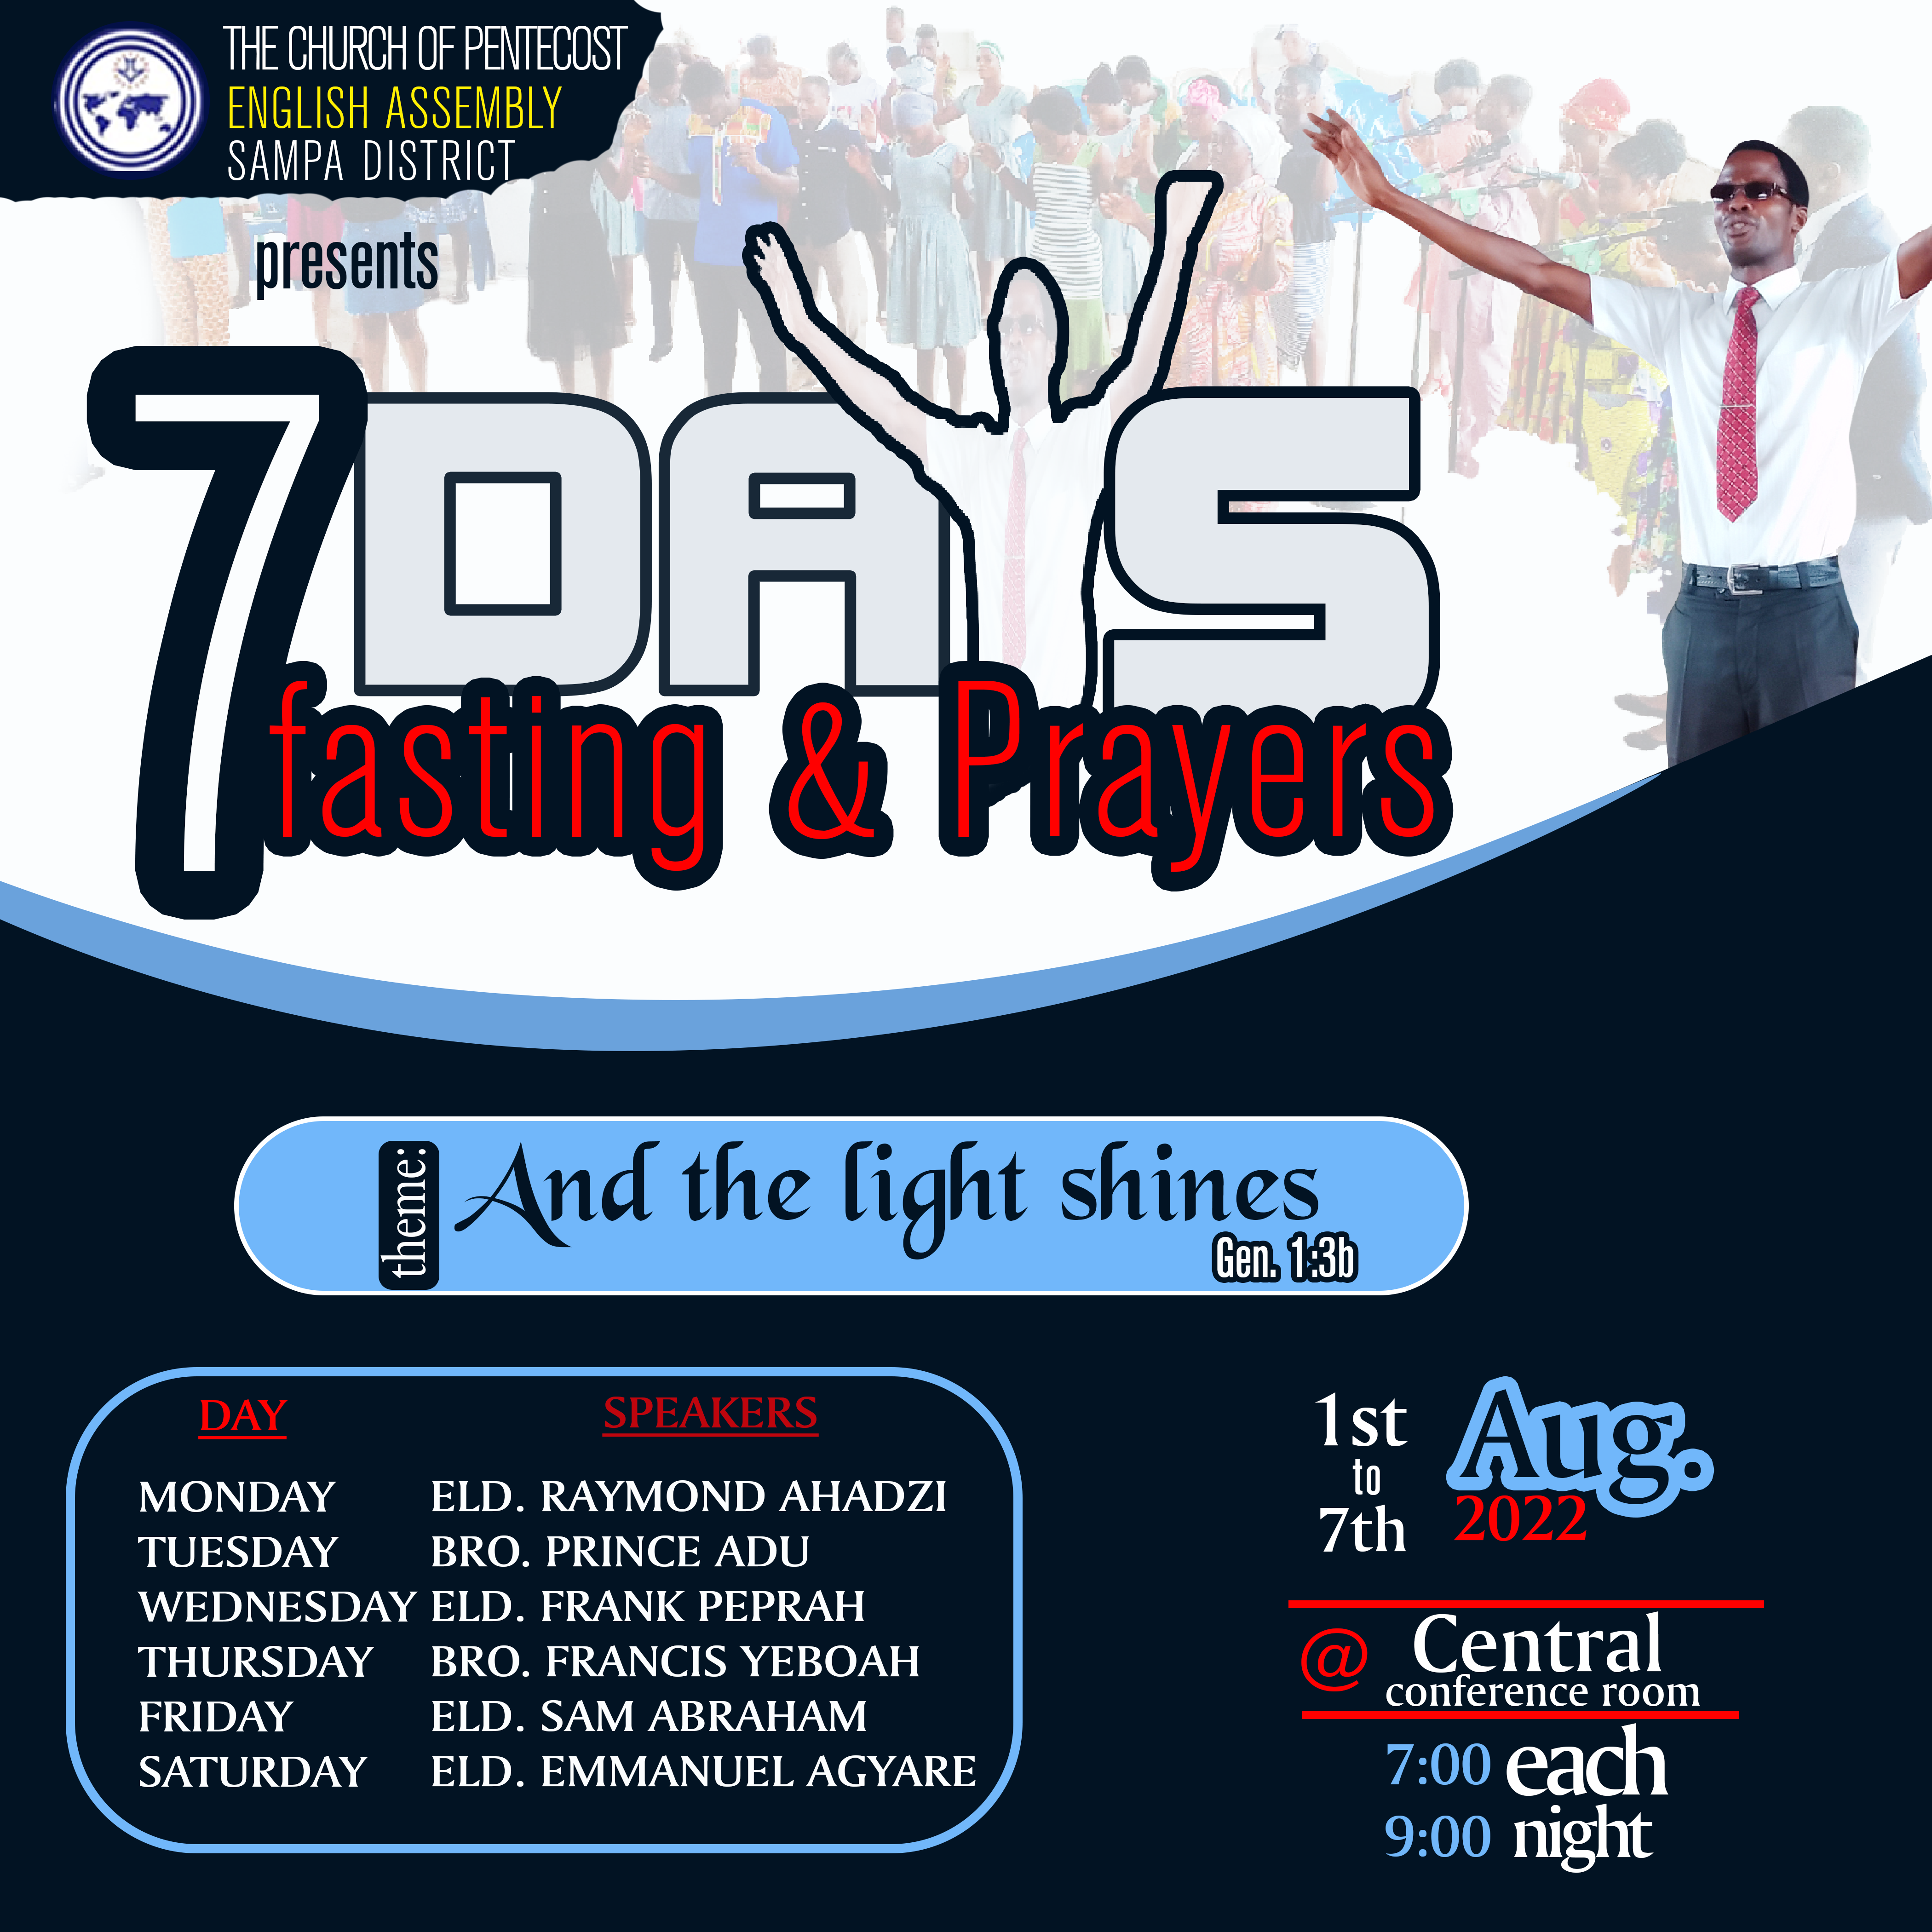 THE CHURCH OF PENTECOST
ENGLISH ASSEMBLY
SAMPA DISTRICT
presents
7 DAYS
fasting & Prayers
theme: And the light shines
Gen. 1:3b
DAY SPEAKERS
MONDAY ELD. RAYMOND AHADZI
TUESDAY BRO. PRINCE ADU
WEDNESDAY ELD. FRANK PEPRAH
THURSDAY BRO. FRANCIS YEBOAH
FRIDAY ELD. SAM ABRAHAM
SATURDAY ELD. EMMANUEL AGYARE
1st to 7th Aug. 2022
@ Central
conference room
7:00 each
9:00 night